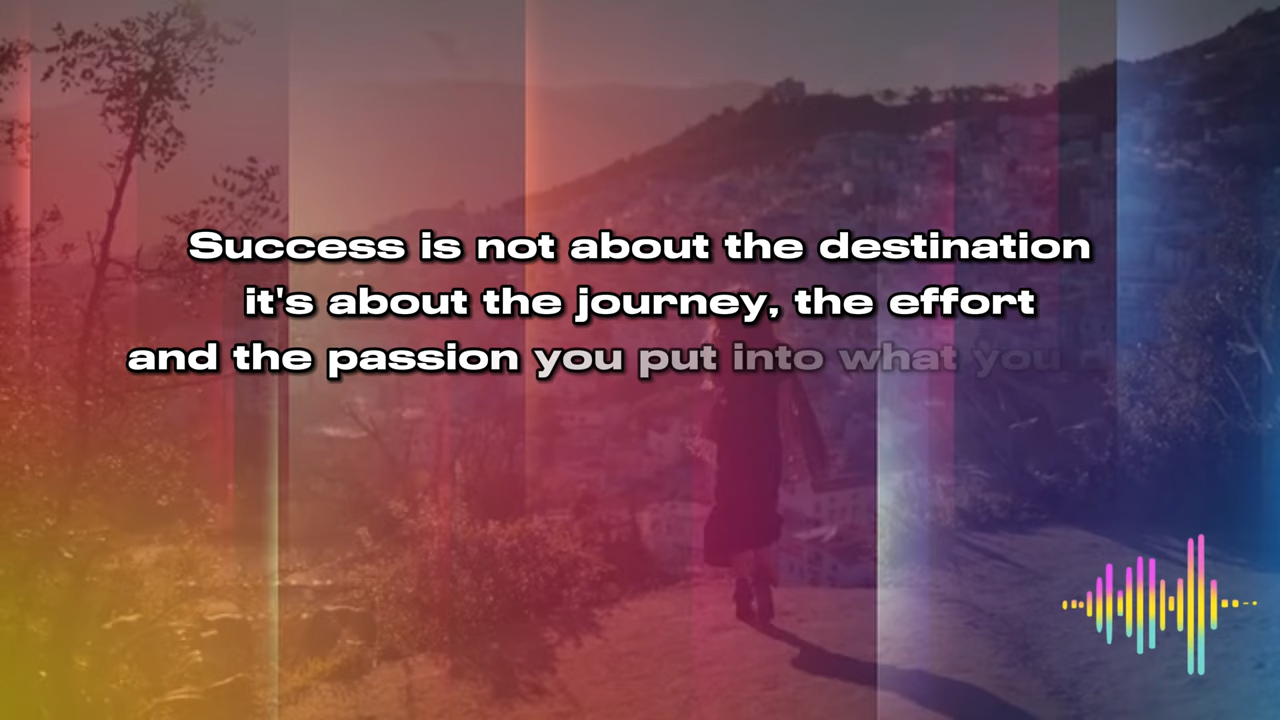 Success is not about the destination
it's about the journey, the effort
and the passion you put into what you